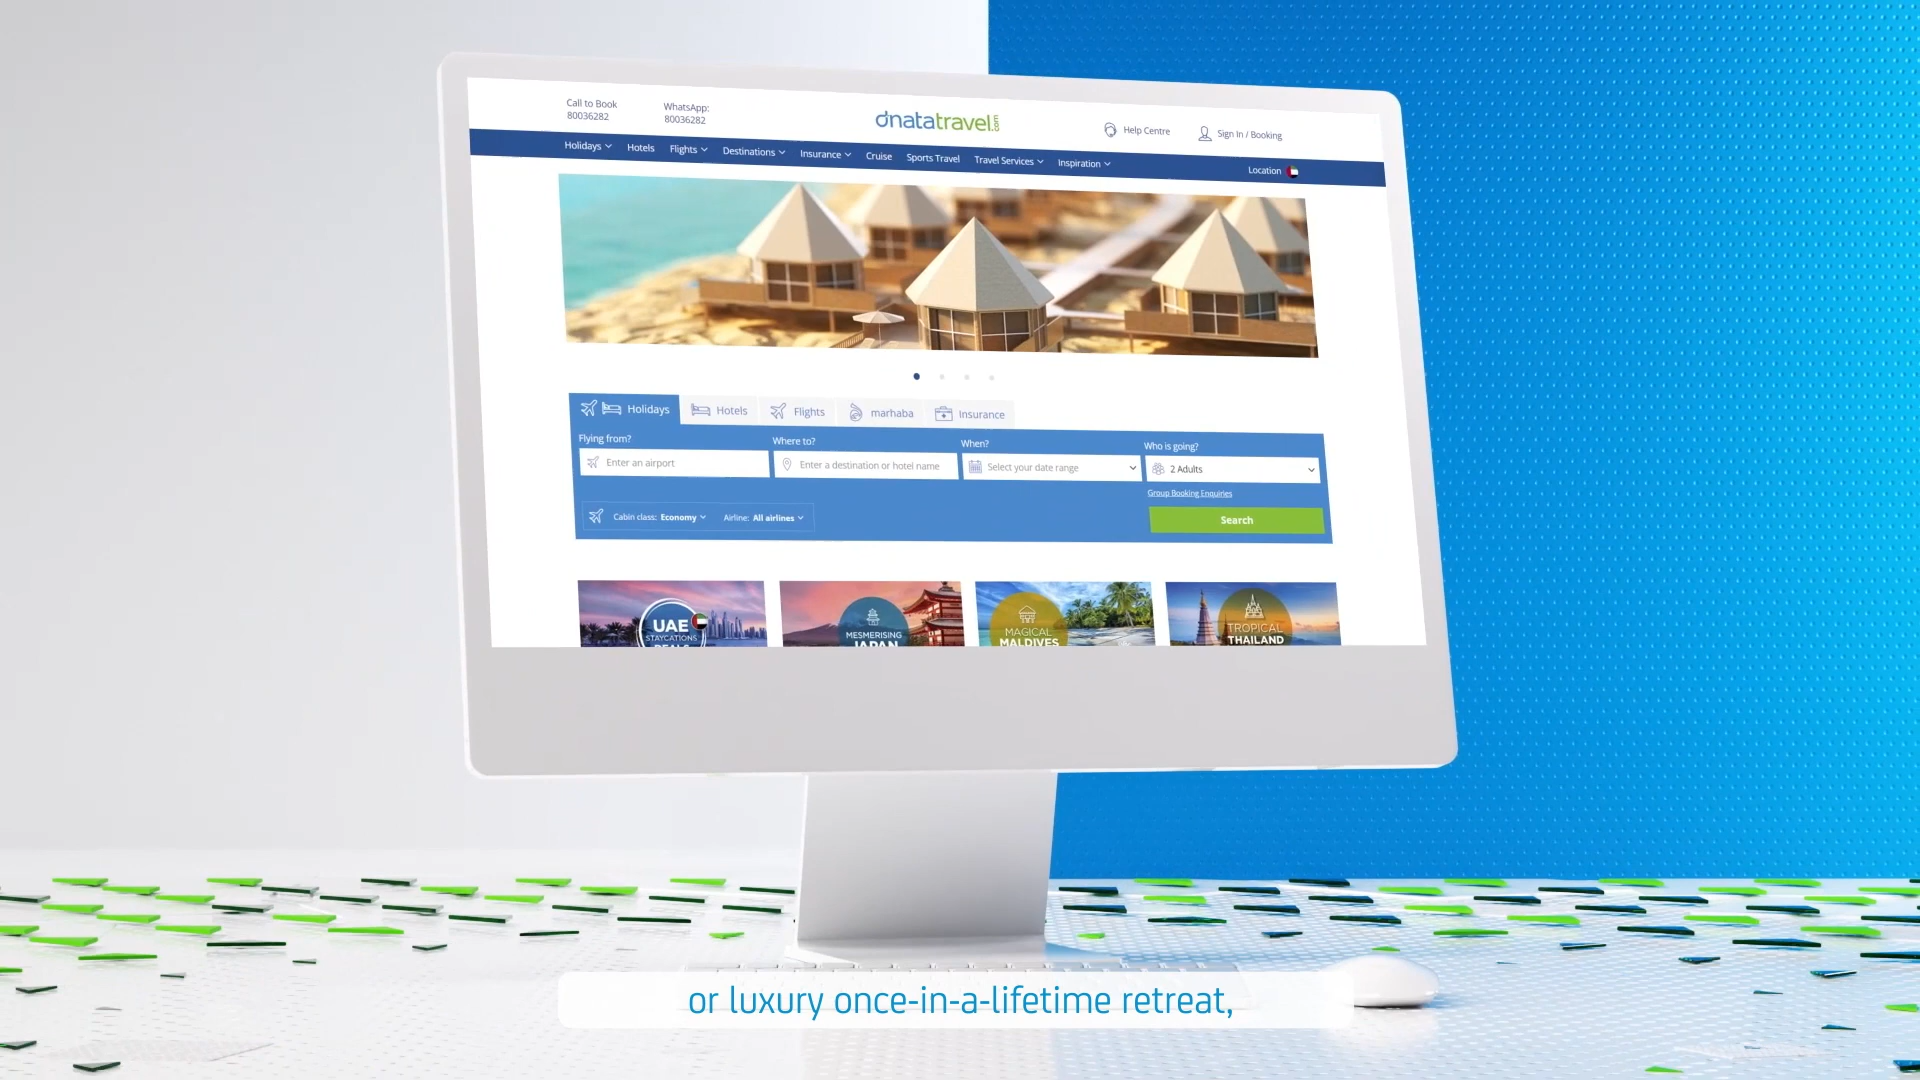 Call to Book
80036282
WhatsApp:
80036282
dnatatravel.com
Help Centre
Sign In / Booking
Holidays Hotels Flights Destinations Insurance Cruise Sports Travel Travel Services Inspiration
Location
Holidays
Hotels
Flights
marhaba
Insurance
Flying from?
Where to?
When?
Who is going?
Enter an airport
Enter a destination or hotel name
Select your date range
2 Adults
Group Booking Enquiries
Cabin class: Economy
Airline: All airlines
Search
UAE
STAYCATIONS
DEALS
MESMERISING
JAPAN
MAGICAL
MALDIVES
TROPICAL
THAILAND
or luxury once-in-a-lifetime retreat,